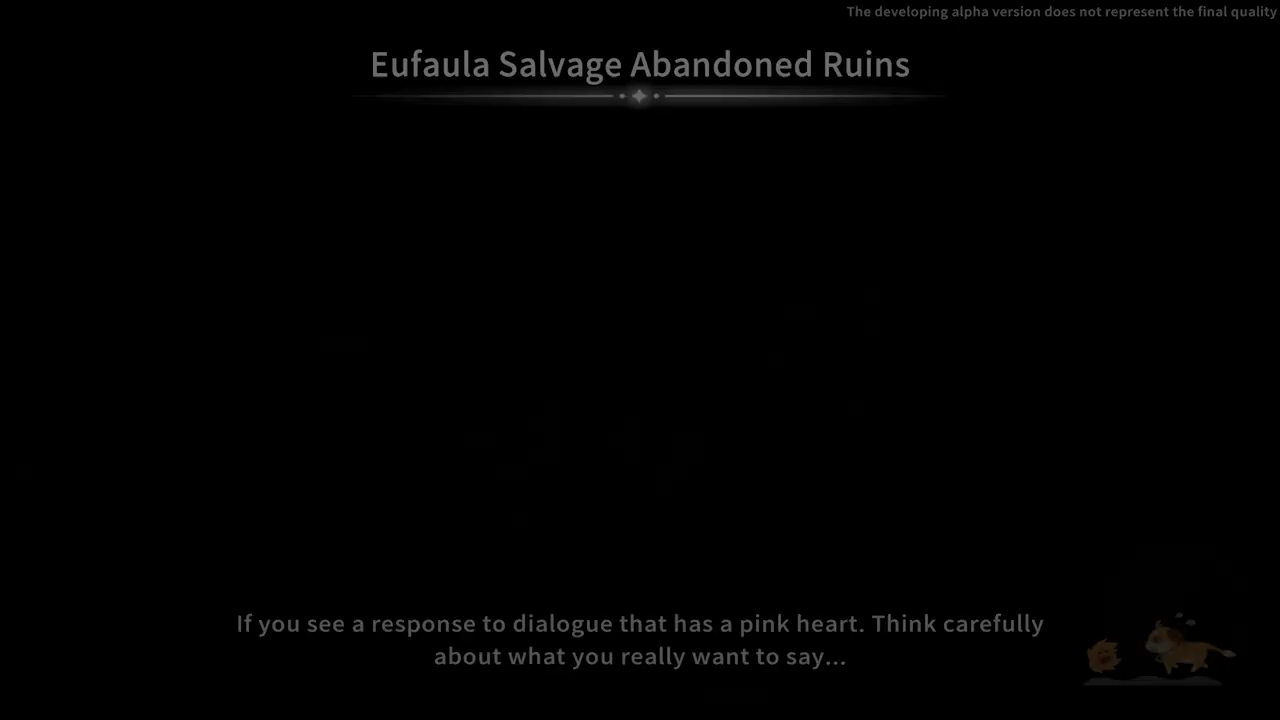 The developing alpha version does not represent the final quality
Eufaula Salvage Abandoned Ruins
If you see a response to dialogue that has a pink heart. Think carefully
about what you really want to say...